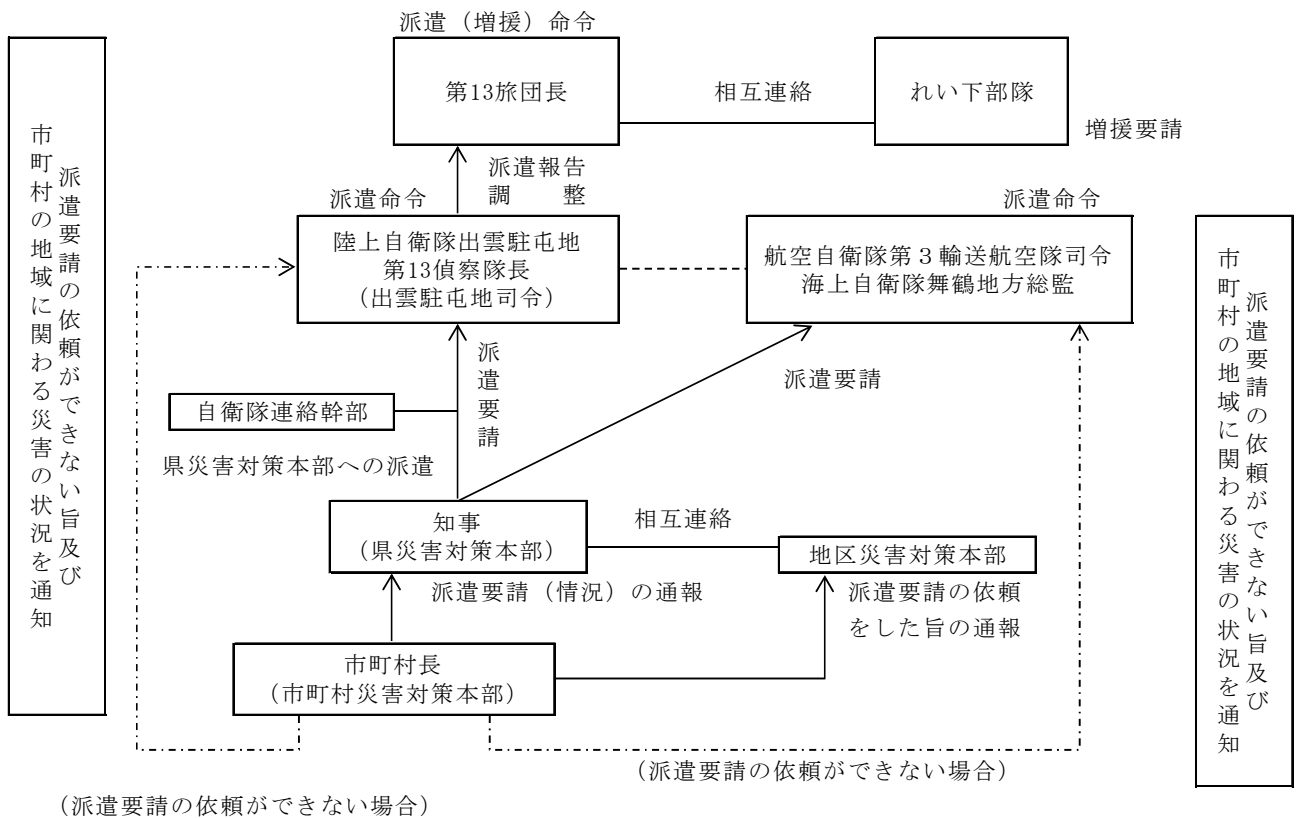 派遣（増援）命令
第13旅団長
相互連絡
れい下部隊
増援要請
派遣報告
調　　整
派遣命令
陸上自衛隊出雲駐屯地
第13偵察隊長
（出雲駐屯地司令）
派遣命令
航空自衛隊第３輸送航空隊司令
海上自衛隊舞鶴地方総監
派遣要請の依頼ができない旨及び
市町村の地域に関わる災害の状況を通知
派遣要請
派遣要請
自衛隊連絡幹部
県災害対策本部への派遣
知事
（県災害対策本部）
相互連絡
地区災害対策本部
派遣要請（情況）の通報
派遣要請の依頼
をした旨の通報
市町村長
（市町村災害対策本部）
派遣要請の依頼ができない旨及び
市町村の地域に関わる災害の状況を通知
（派遣要請の依頼ができない場合）
（派遣要請の依頼ができない場合）